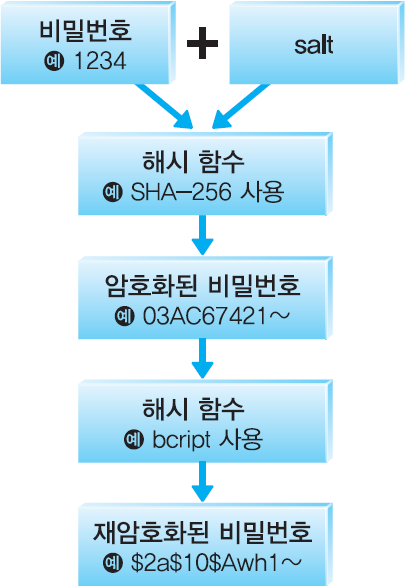 비밀번호
예 1234
+
salt
해시 함수
예 SHA-256 사용
암호화된 비밀번호
예 03AC67421~
해시 함수
예 bcript 사용
재암호화된 비밀번호
예 $2a$10$Awh1~